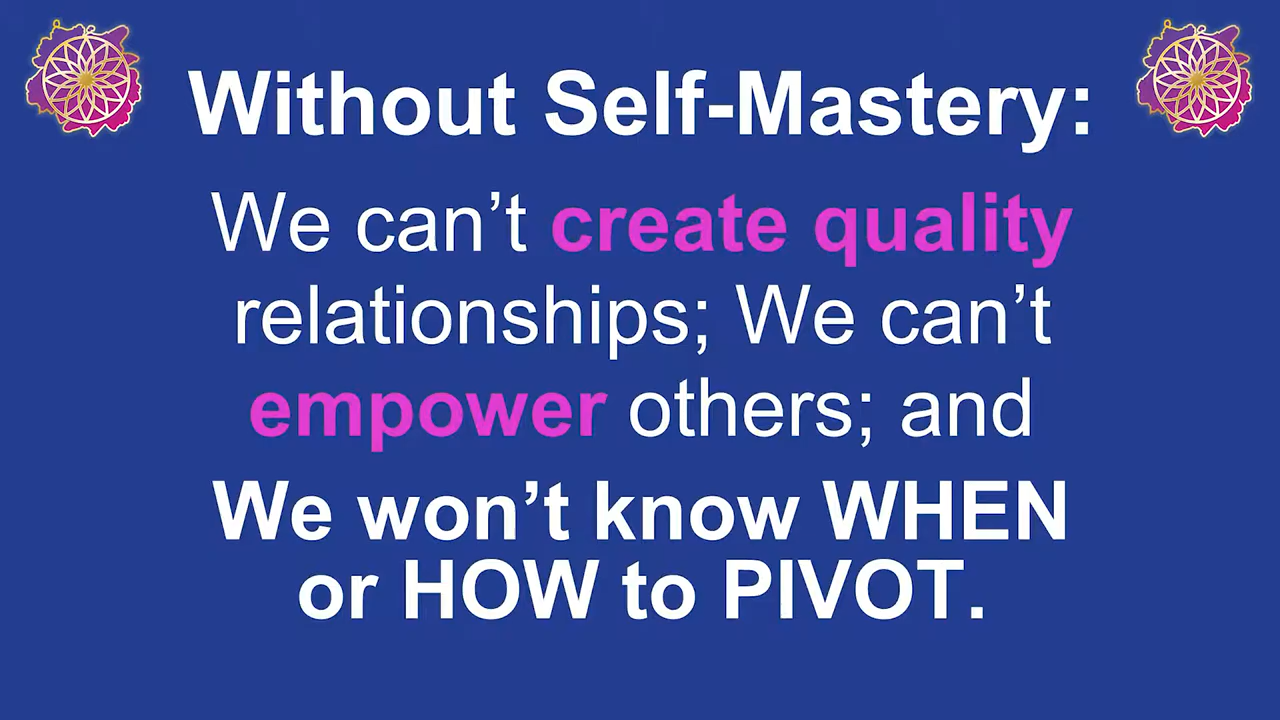 Without Self-Mastery:
We can’t create quality
relationships; We can’t
empower others; and
We won’t know WHEN
or HOW to PIVOT.